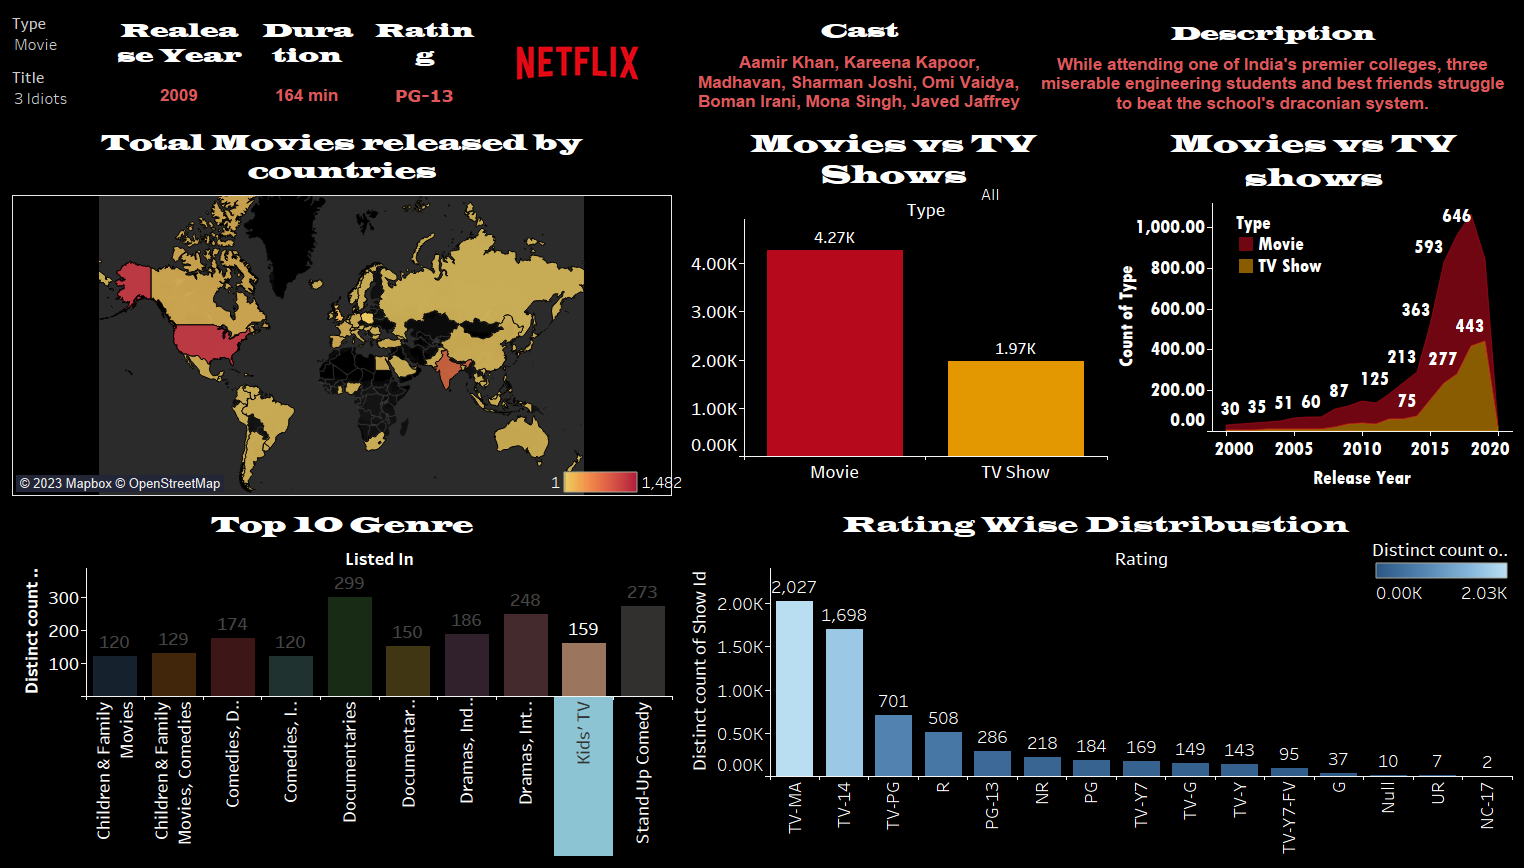 Type
Movie
Title
3 Idiots
Realea
se Year
2009
Dura
tion
164 min
Ratin
g
PG-13
NETFLIX
Cast
Aamir Khan, Kareena Kapoor,
Madhavan, Sharman Joshi, Omi Vaidya,
Boman Irani, Mona Singh, Javed Jaffrey
Description
While attending one of India's premier colleges, three
miserable engineering students and best friends struggle
to beat the school's draconian system.
Total Movies released by
countries
© 2023 Mapbox © OpenStreetMap
1
1,482
Movies vs TV
Shows
All
Type
4.27K
1.97K
4.00K
3.00K
2.00K
1.00K
0.00K
Movie
TV Show
Movies vs TV
shows
Type
Movie
TV Show
Count of Type
1,000.00
800.00
600.00
400.00
200.00
0.00
646
593
363
443
213
277
125
75
87
60
51
35
30
2000
2005
2010
2015
2020
Release Year
Top 10 Genre
Listed In
Distinct count ..
300
200
100
120
129
174
120
299
150
186
248
159
273
Children & Family
Movies
Children & Family
Movies, Comedies
Comedies, D..
Comedies, I..
Documentaries
Documentar..
Dramas, Ind..
Dramas, Int..
Kids' TV
Stand-Up Comedy
Rating Wise Distribustion
Rating
Distinct count o..
0.00K
2.03K
Distinct count of Show Id
2.00K
1.50K
1.00K
0.50K
0.00K
2,027
1,698
701
508
286
218
184
169
149
143
95
37
10
7
2
TV-MA
TV-14
TV-PG
R
PG-13
NR
PG
TV-Y7
TV-G
TV-Y
TV-Y7-FV
G
Null
UR
NC-17